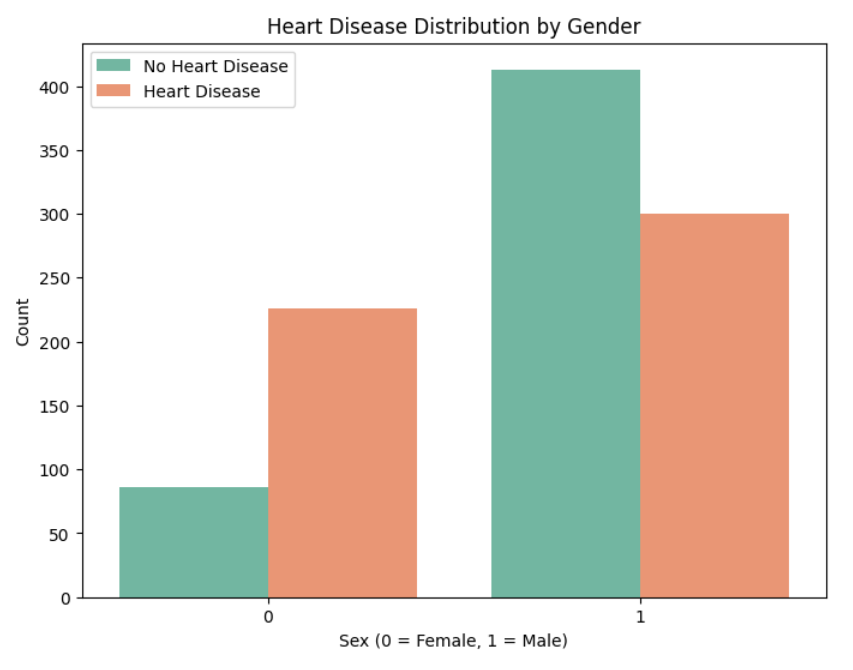 Heart Disease Distribution by Gender
No Heart Disease
Heart Disease
400
350
300
250
200
150
100
50
0
Count
0
1
Sex (0 = Female, 1 = Male)